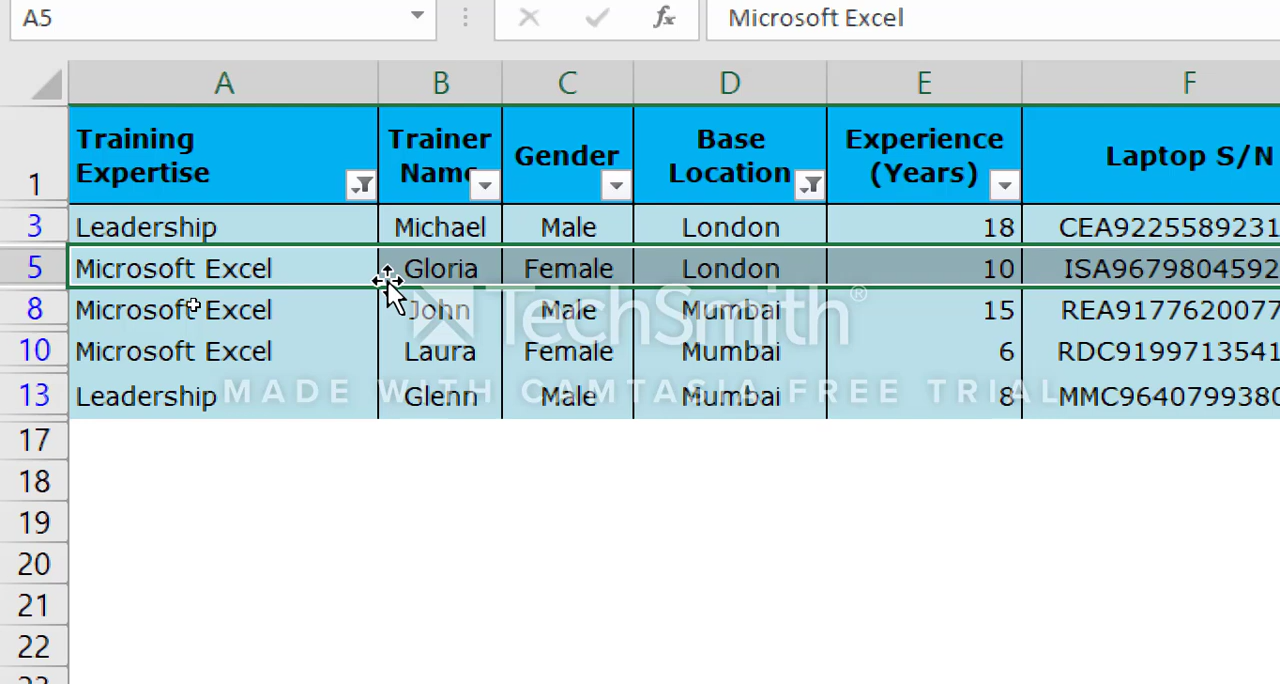 A5 fx Microsoft Excel
A B C D E F
1 Training Expertise Trainer Name Gender Base Location Experience (Years) Laptop S/N
3 Leadership Michael Male London 18 CEA9225589231
5 Microsoft Excel Gloria Female London 10 ISA9679804592
8 Microsoft Excel John Male Mumbai 15 REA9177620077
TechSmith®
10 Microsoft Excel Laura Female Mumbai 6 RDC9199713541
13 Leadership Glenn Male Mumbai 8 MMC9640799380
MADE WITH CAMTASIA FREE TRIAL
17
18
19
20
21
22